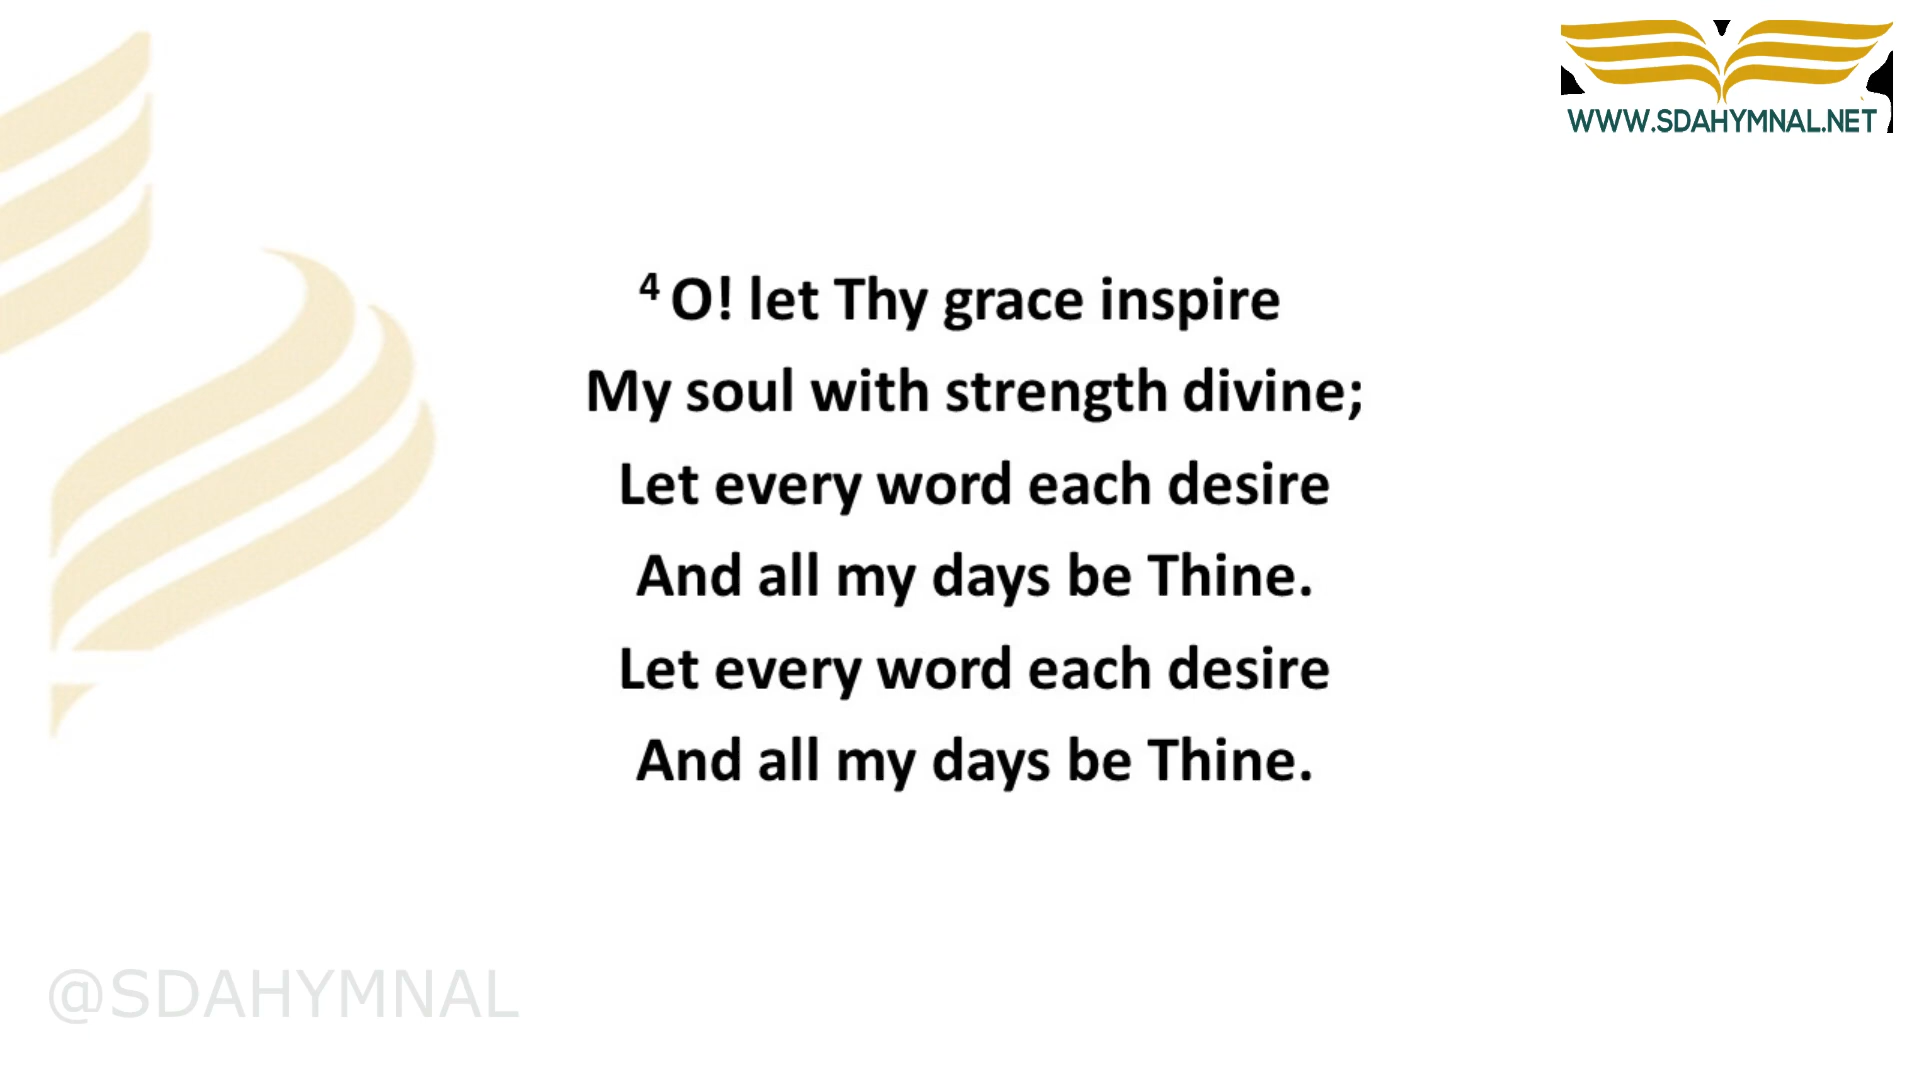 WWW.SDAHYMNAL.NET
4 O! let Thy grace inspire
My soul with strength divine;
Let every word each desire
And all my days be Thine.
Let every word each desire
And all my days be Thine.
@SDAHYMNAL